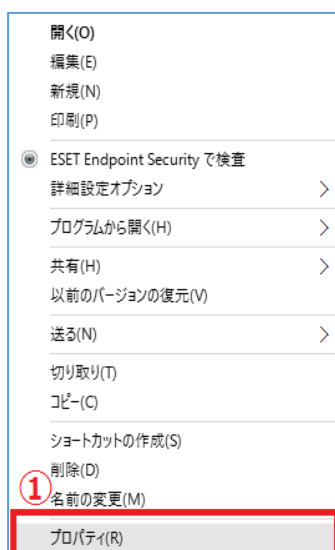 開く(O)
編集(E)
新規(N)
印刷(P)
ESET Endpoint Security で検査
詳細設定オプション
プログラムから開く(H)
共有(H)
以前のバージョンの復元(V)
送る(N)
切り取り(T)
コピー(C)
ショートカットの作成(S)
削除(D)
①
名前の変更(M)
プロパティ(R)